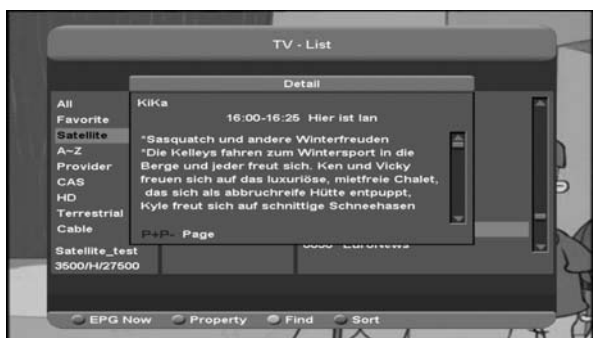 TV - List
Detail
All
Favorite
Satellite
A~Z
Provider
CAS
HD
Terrestrial
Cable
Satellite_test
3500/H/27500
KiKa
16:00-16:25 Hier ist Ian
*Sasquatch und andere Winterfreuden
*Die Kelleys fahren zum Wintersport in die
Berge und jeder freut sich. Ken und Vicky
freuen sich auf das luxuriöse, mietfreie Chalet,
das sich als abbruchreife Hütte entpuppt,
Kyle freut sich auf schnittige Schneehasen
P+P- Page
EuroNews
EPG Now Property Find Sort